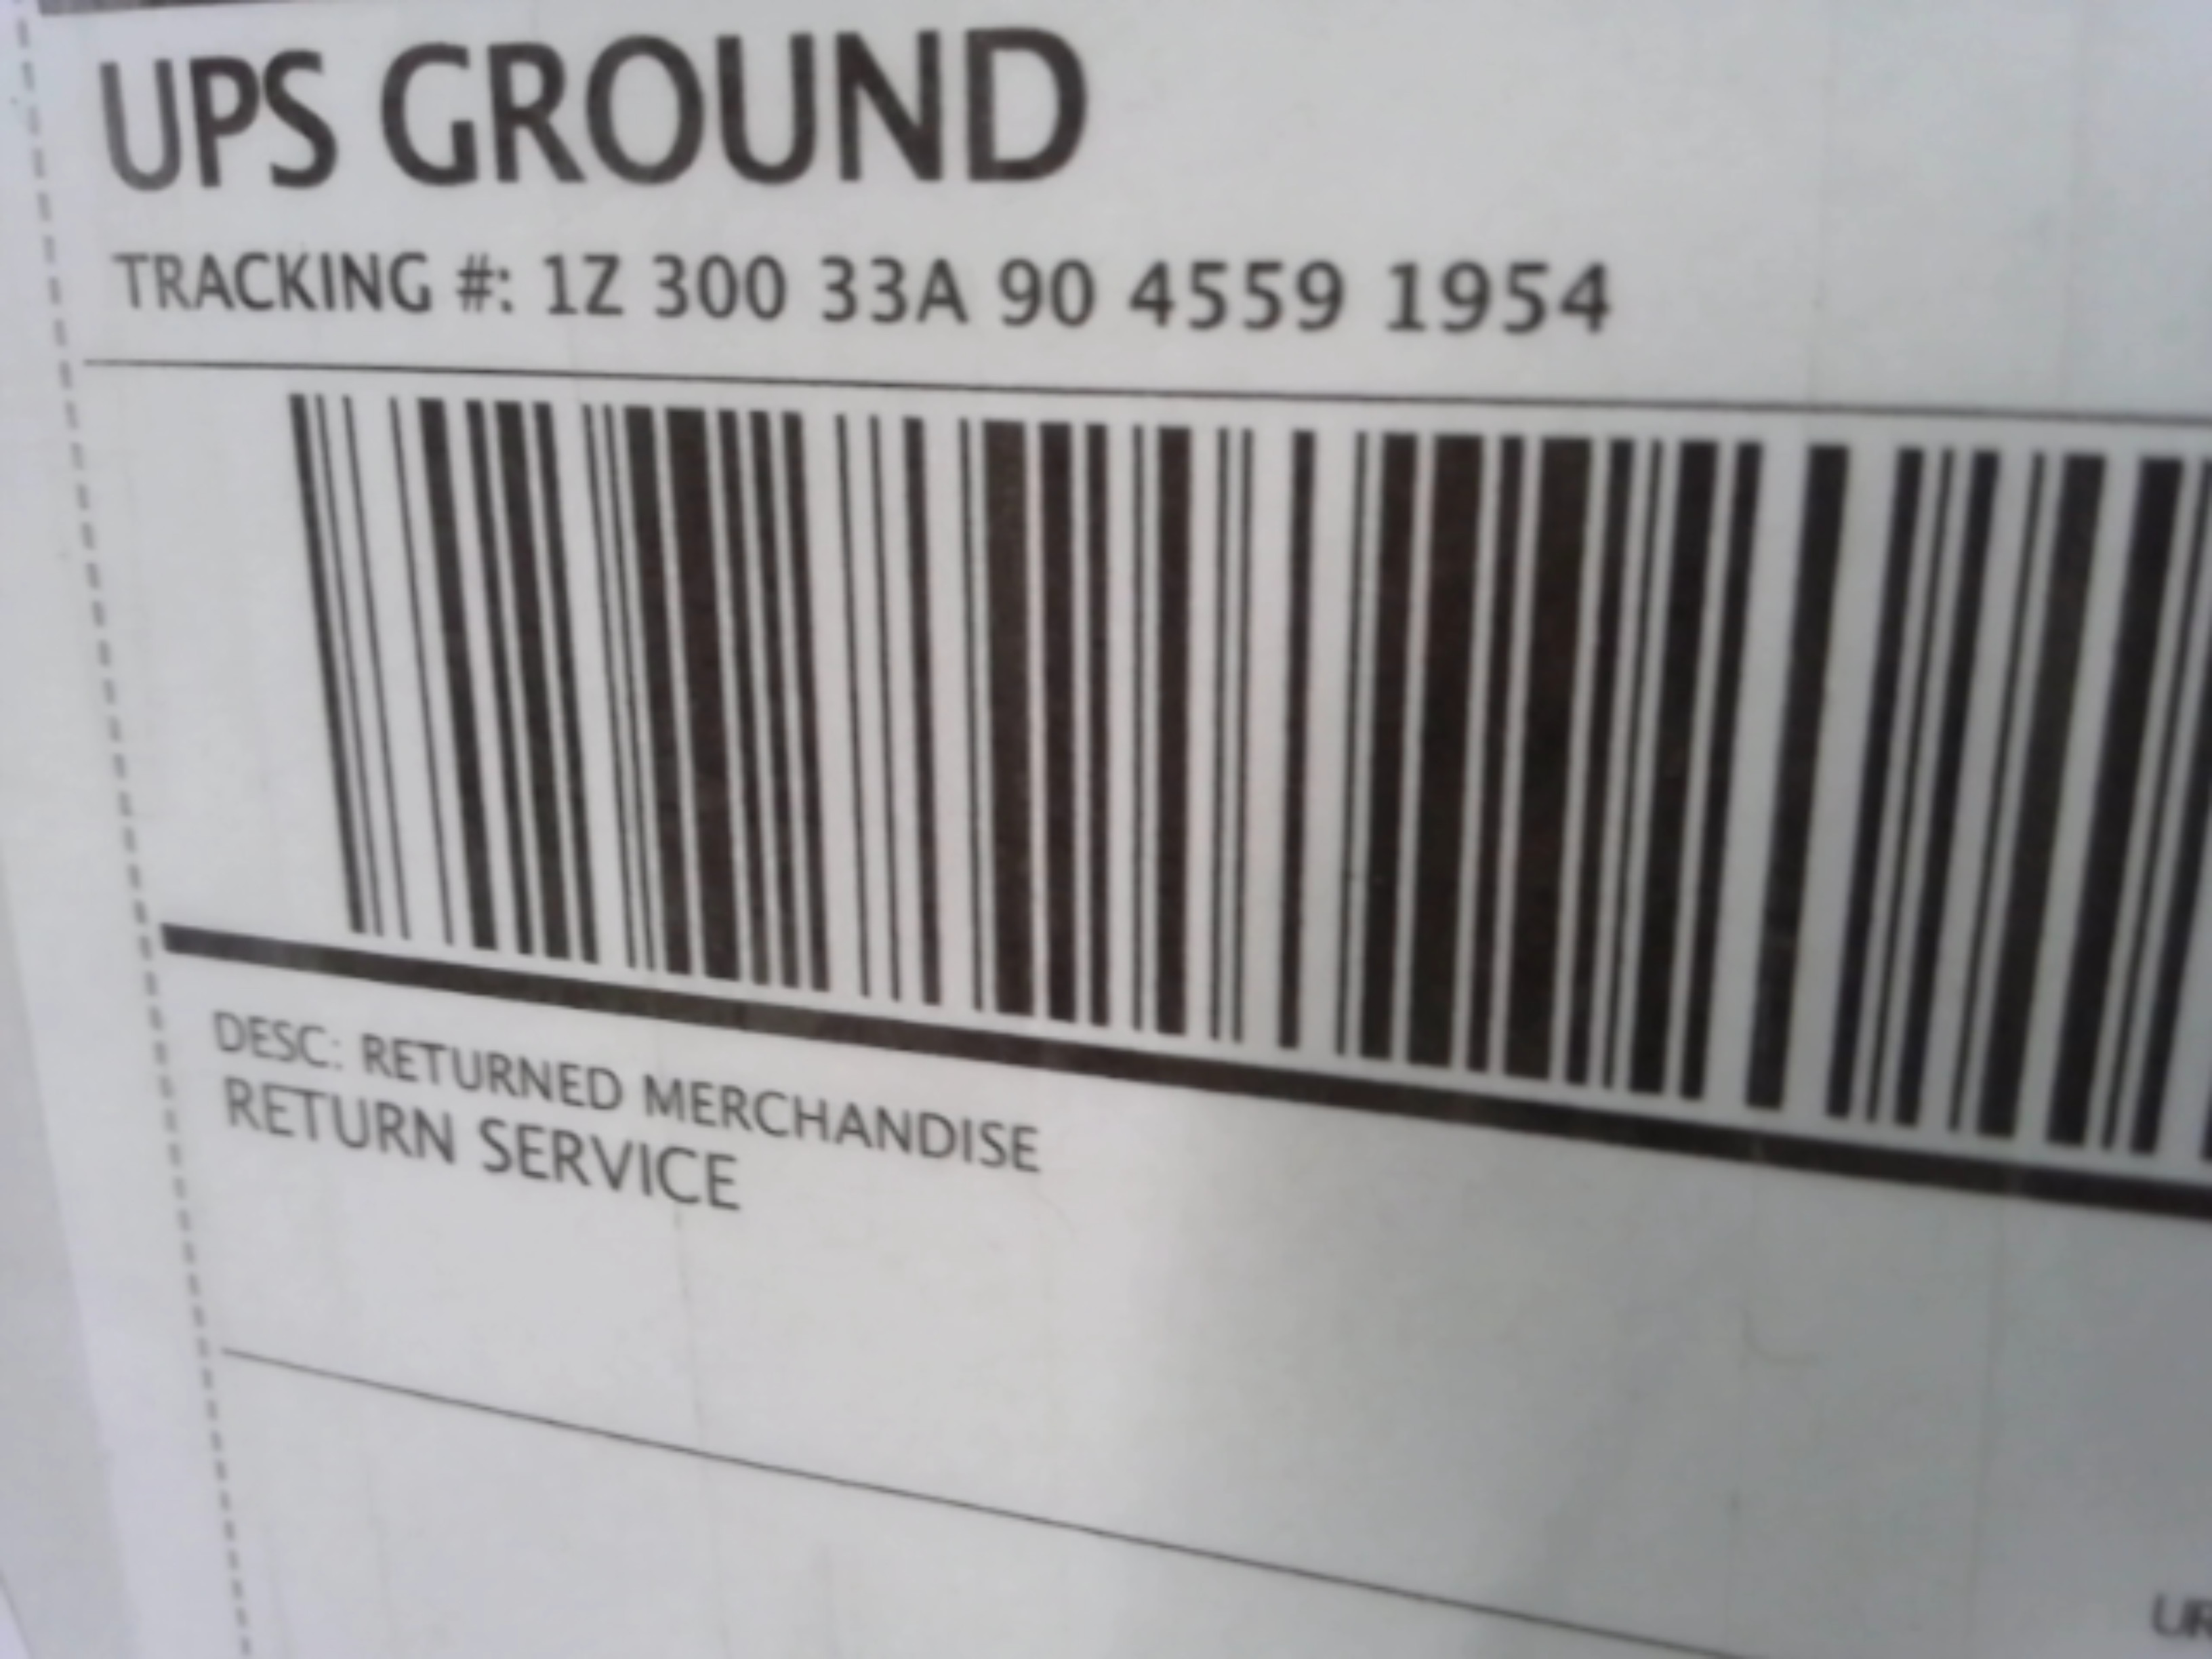 UPS GROUND
TRACKING #: 1Z 300 33A 90 4559 1954
DESC: RETURNED MERCHANDISE
RETURN SERVICE